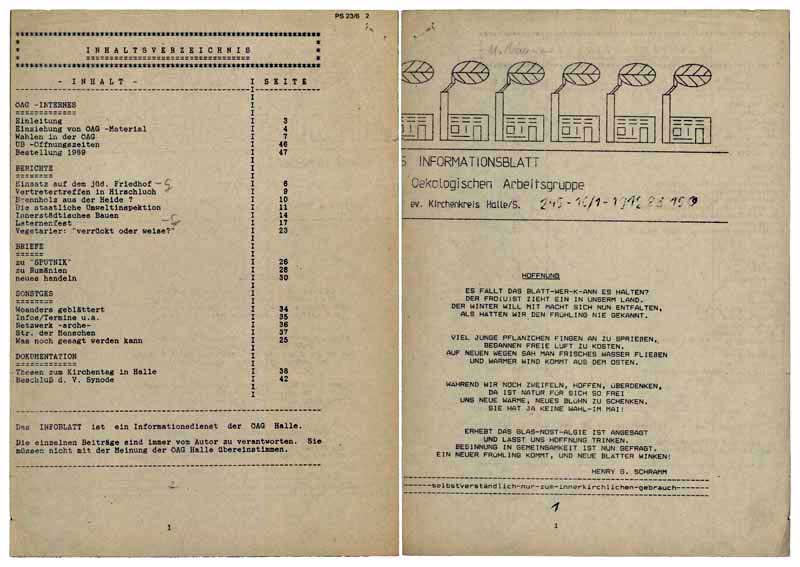 PS 23/6 2
INHALTSVERZEICHNIS
- INHALT - I SEITE
OAG -INTERNES
Einleitung I 3
Einziehung von OAG -Material I 4
Wahlen in der OAG I 7
UB -Öffnungszeiten I 46
Bestellung 1989 I 47
BERICHTE
Einsatz auf dem jüd. Friedhof I 6
Vertretertreffen in Hirschluch I 9
Brennholz aus der Heide ? I 10
Die staatliche Umweltinspektion I 11
Innerstädtisches Bauen I 14
Laternenfest I 17
Vegetarier: "verrückt oder weise?" I 23
BRIEFE
zu "SPUTNIK" I 26
zu Rumänien I 28
neues handeln I 30
SONSTGES
Woanders geblättert I 34
Infos/Termine u.a. I 35
Netzwerk -arche- I 36
Str. der Menschen I 37
Was noch gesagt werden kann I 25
DOKUMENTATION
Thesen zum Kirchentag in Halle I 38
Beschluß d. V. Synode I 42
Das INFOBLATT ist ein Informationsdienst der OAG Halle.
Die einzelnen Beiträge sind immer vom Autor zu verantworten. Sie
müssen nicht mit der Meinung der OAG Halle übereinstimmen.
1
S INFORMATIONSBLATT
Oekologischen Arbeitsgruppe
ev. Kirchenkreis Halle/S.
HOFFNUNG
ES FÄLLT DAS BLATT-WER-K-ANN ES HALTEN?
DER FRO(U)ST ZIEHT EIN IN UNSERM LAND.
DER WINTER WILL MIT MACHT SICH NUN ENTFALTEN,
ALS HÄTTEN WIR DEN FRÜHLING NIE GEKANNT.
VIEL JUNGE PFLÄNZCHEN FINGEN AN ZU SPRIEßEN,
BEGANNEN FREIE LUFT ZU KOSTEN.
AUF NEUEN WEGEN SAH MAN FRISCHES WASSER FLIEßEN
UND WARMER WIND KOMMT AUS DEM OSTEN.
WÄHREND WIR NOCH ZWEIFELN, HOFFEN, ÜBERDENKEN,
DA IST NATUR FÜR SICH SO FREI
UNS NEUE WÄRME, NEUES BLÜHN ZU SCHENKEN.
SIE HAT JA KEINE WAHL-IM MAI!
ERHEBT DAS GLAS-NOST-ALGIE IST ANGESAGT
UND LASST UNS HOFFNUNG TRINKEN.
BESINNUNG IN GEMEINSAMKEIT IST NUN GEFRAGT.
EIN NEUER FRÜHLING KOMMT, UND NEUE BLÄTTER WINKEN!
HENRY G. SCHRAMM
selbstverständlich-nur-zum-innerkirchlichen-gebrauch
1
1